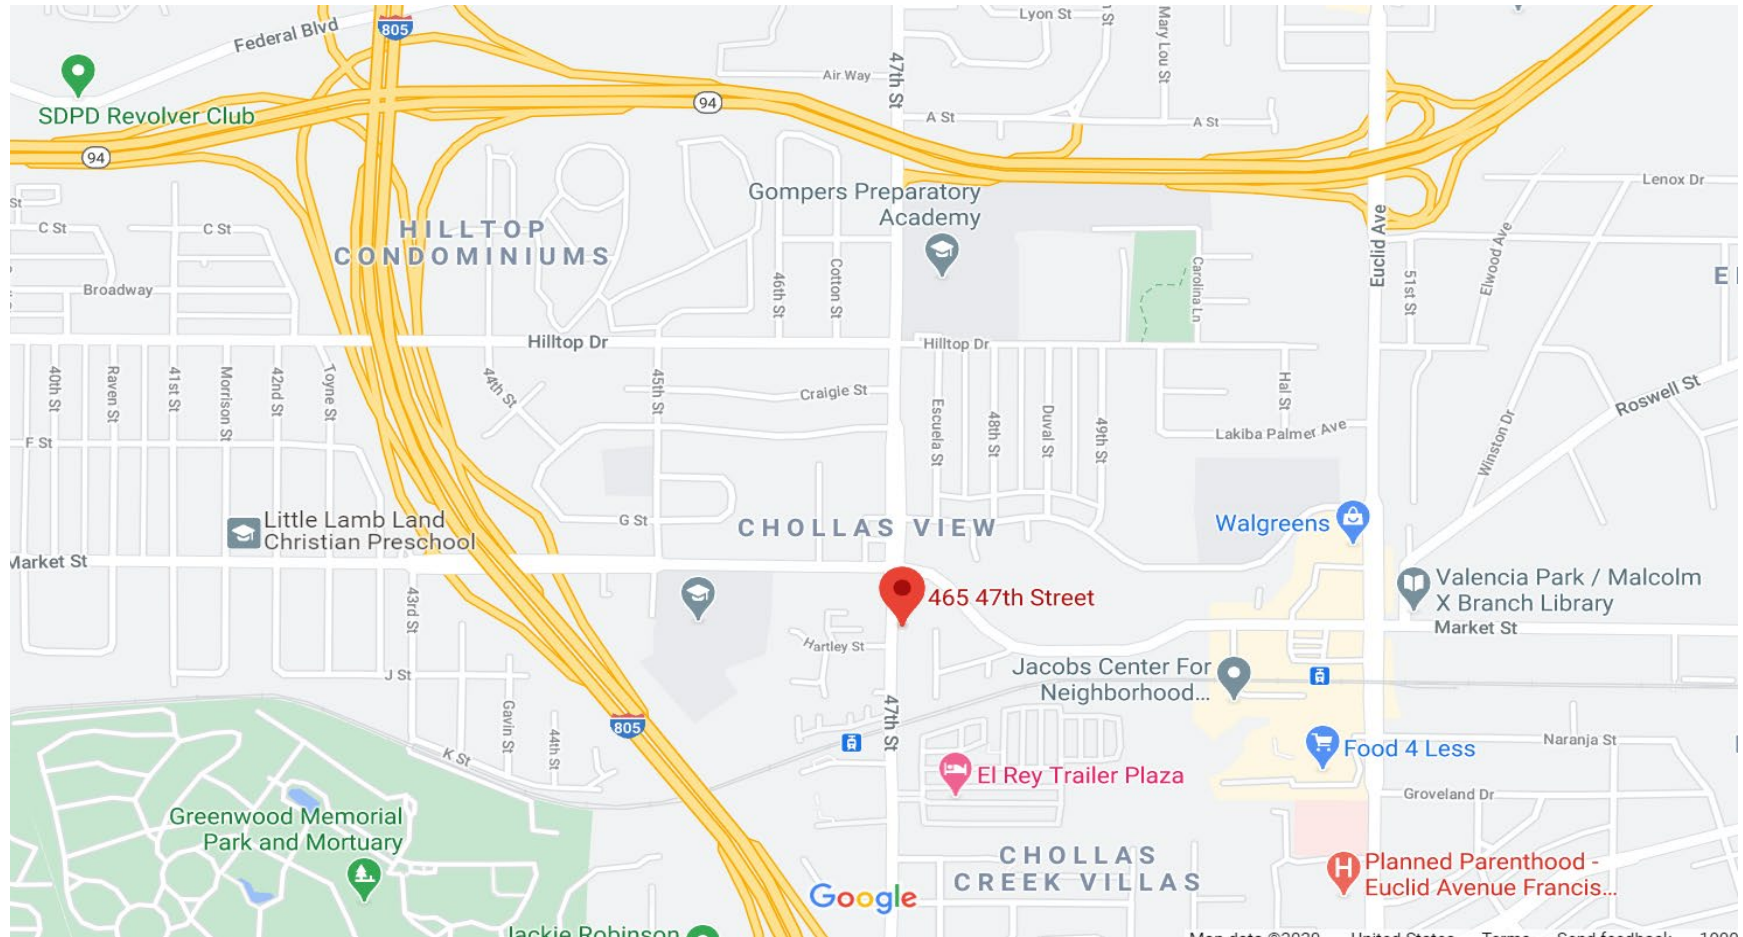 Lyon St
805
Federal Blvd
47th St
Mary Lou St
Air Way
SDPD Revolver Club
94
A St
A St
94
Gompers Preparatory
Academy
Lenox Dr
St
C St
C St
HILLTOP
CONDOMINIUMS
Euclid Ave
Elwood Ave
Broadway
46th St
Cotton St
Carolina Ln
51st St
Hilltop Dr
Hilltop Dr
40th St
Raven St
41st St
Morrison St
42nd St
Toyne St
44th St
45th St
Craigle St
Escuela St
48th St
Duval St
49th St
Hal St
Roswell St
Lakiba Palmer Ave
Winston Dr
F St
Little Lamb Land
Christian Preschool
G St
CHOLLAS VIEW
Walgreens
Market St
465 47th Street
Valencia Park / Malcolm
X Branch Library
Market St
43rd St
Hartley St
J St
Jacobs Center For
Neighborhood...
Gavin St
44th St
K St
805
47th St
Food 4 Less
Naranja St
El Rey Trailer Plaza
Groveland Dr
Greenwood Memorial
Park and Mortuary
CHOLLAS
CREEK VILLAS
H
Planned Parenthood -
Euclid Avenue Francis...
Google
Jackie Robinson